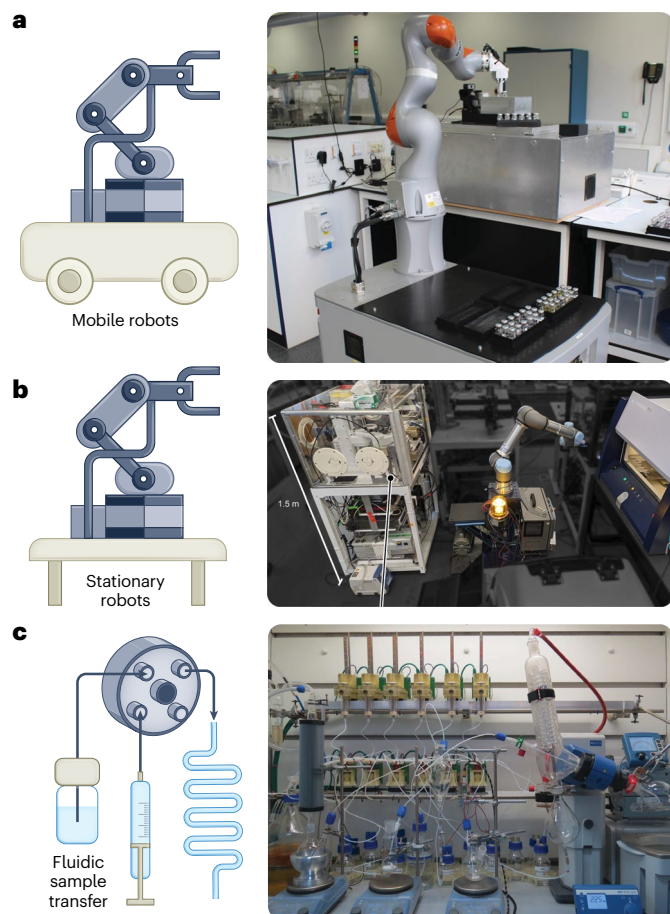 a
Mobile robots
b
1.5 m
Stationary
robots
c
Fluidic
sample
transfer